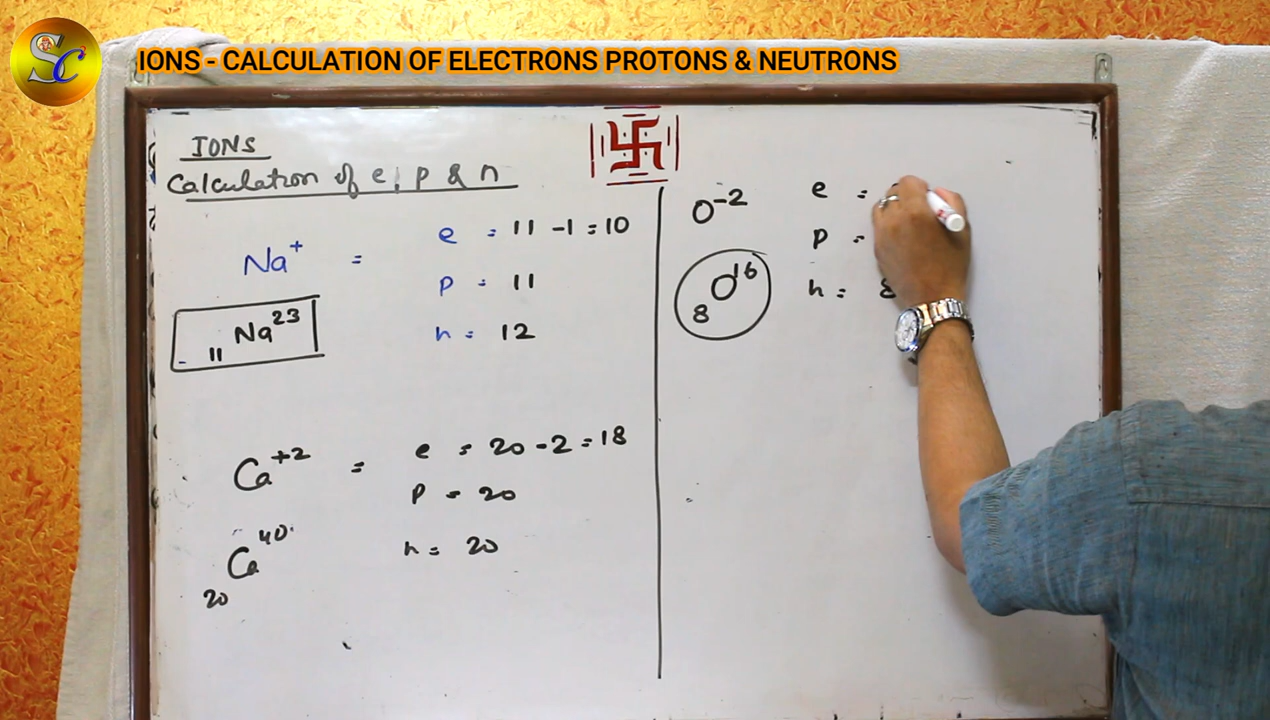 SC
IONS - CALCULATION OF ELECTRONS PROTONS & NEUTRONS
IONS
Calculation of e, p & n
Na⁺ =
e = 11 - 1 = 10
p = 11
n = 12
₁₁Na²³
Ca⁺² =
e = 20 - 2 = 18
p = 20
n = 20
₂₀Ca⁴⁰
O⁻²
e =
p =
n = 8
₈O¹⁶